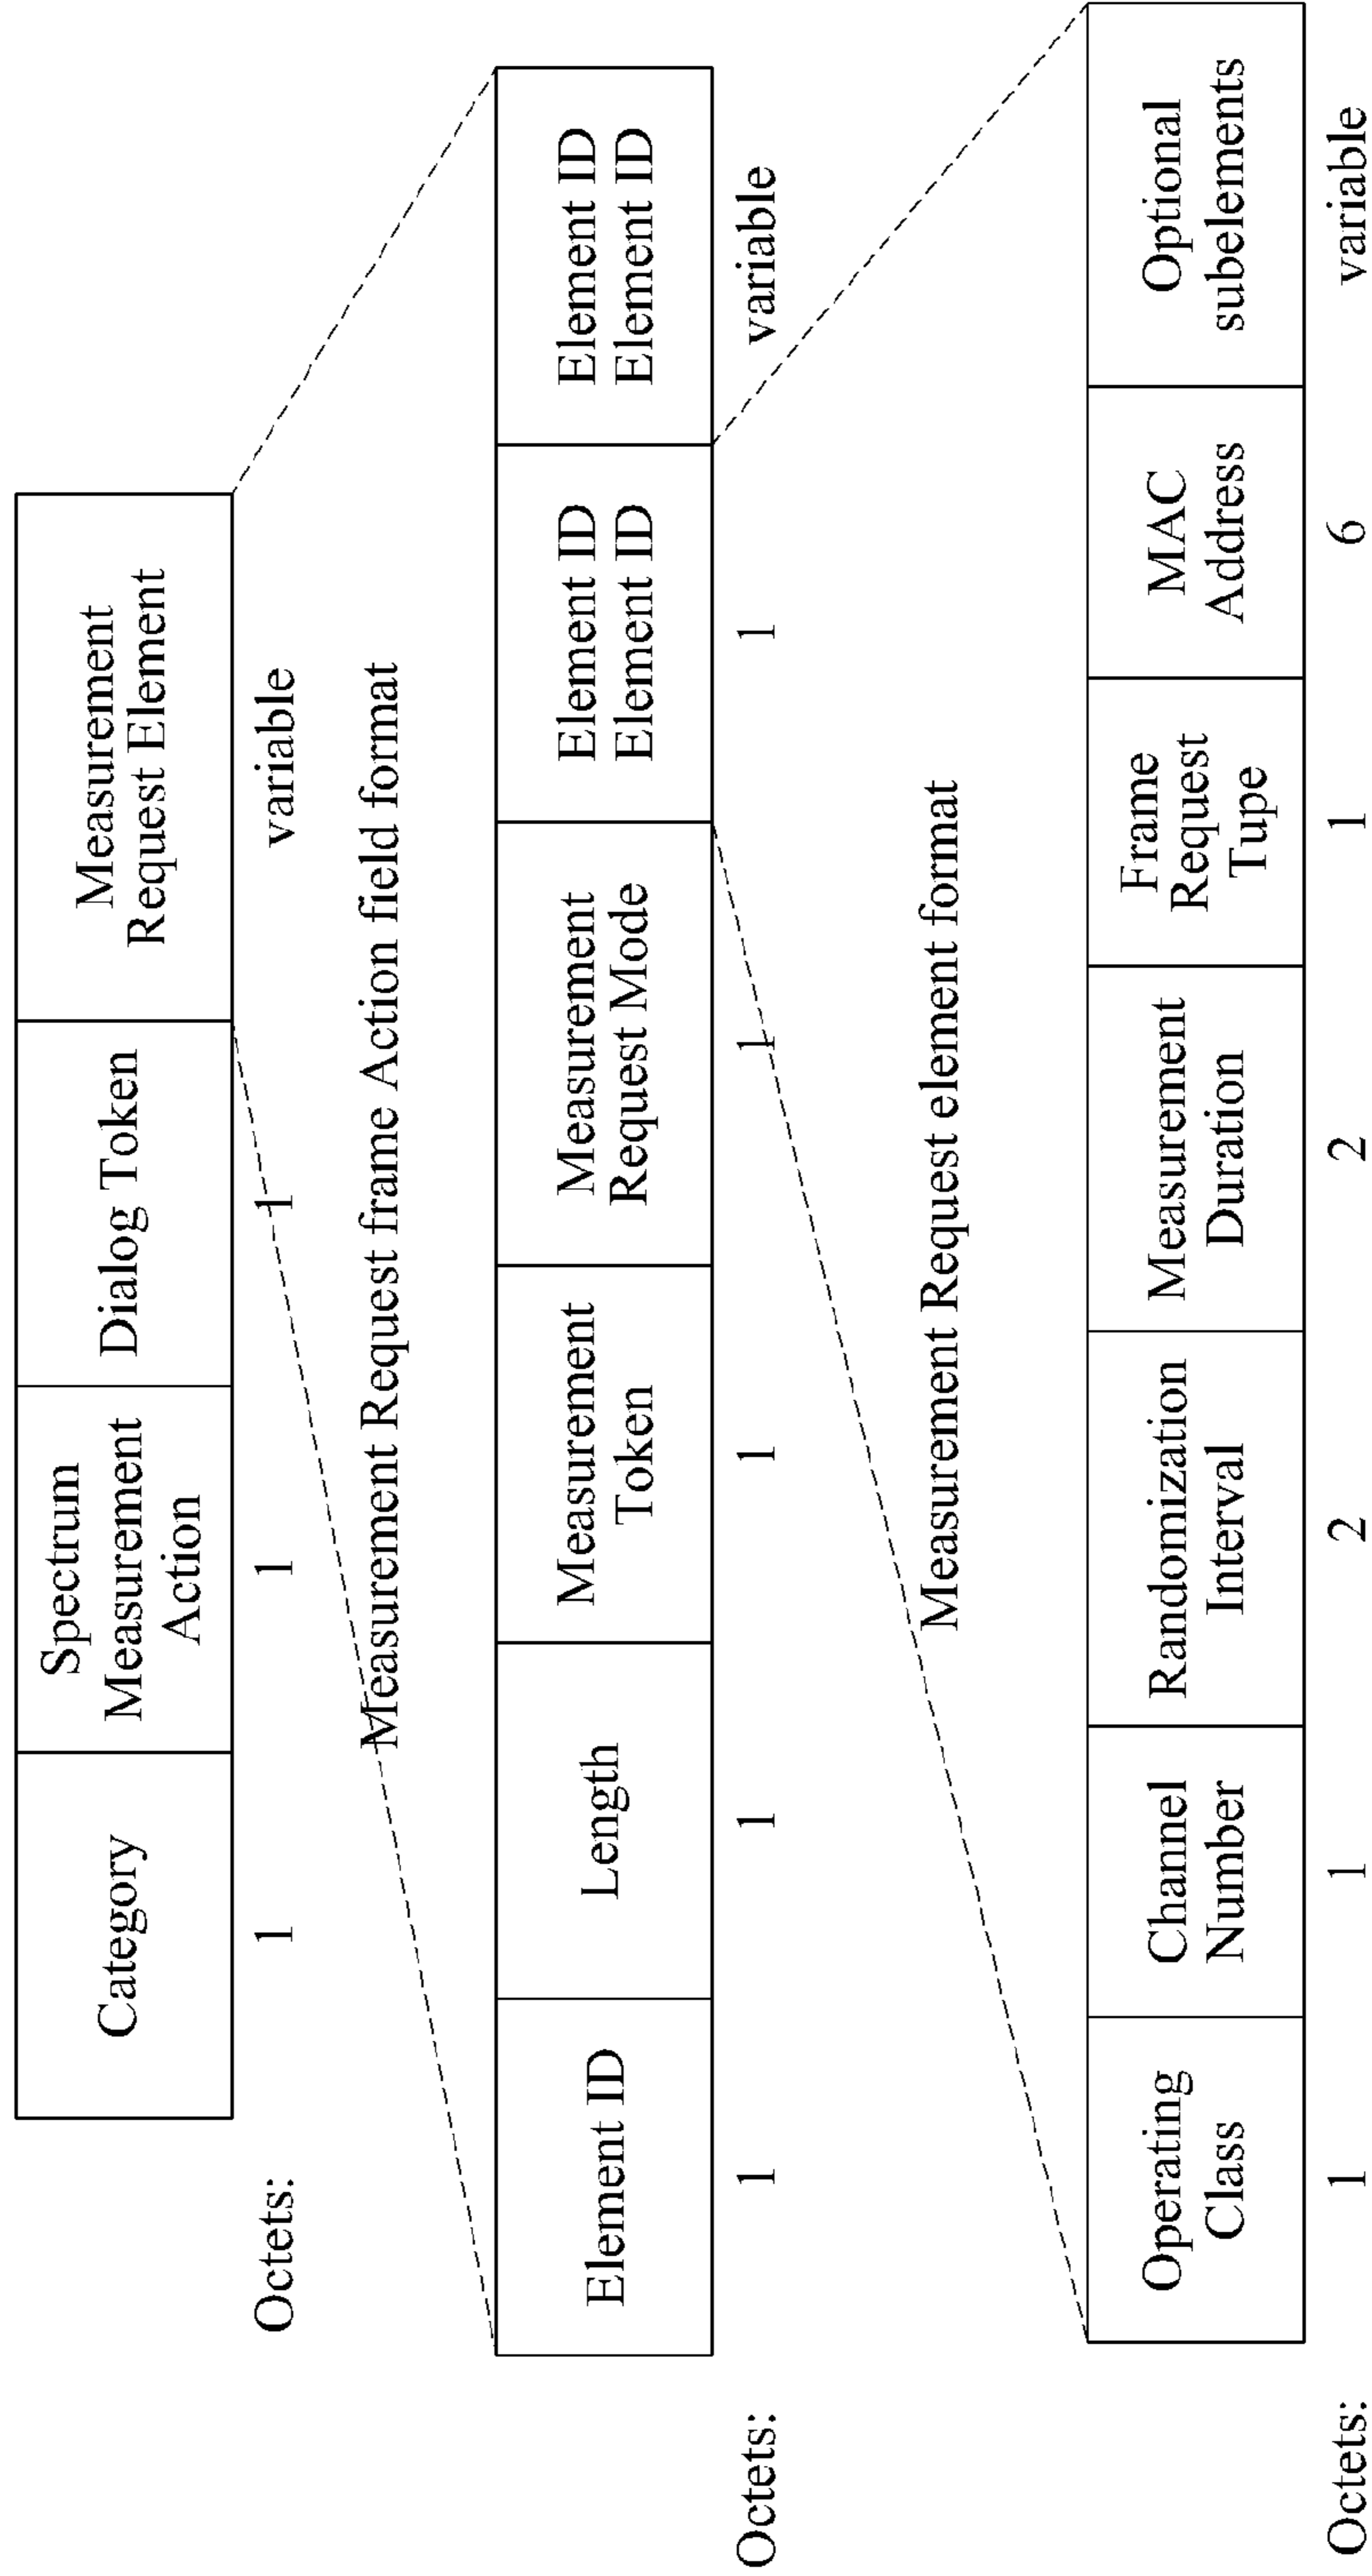 Category
Spectrum
Measurement
Action
Dialog Token
Measurement
Request Element
Octets: 1 1 1 variable
Measurement Request frame Action field format
Element ID
Length
Measurement
Token
Measurement
Request Mode
Element ID
Element ID
Element ID
Element ID
Octets: 1 1 1 1 1 variable
Measurement Request element format
Operating
Class
Channel
Number
Randomization
Interval
Measurement
Duration
Frame
Request
Tupe
MAC
Address
Optional
subelements
Octets: 1 1 2 2 1 6 variable